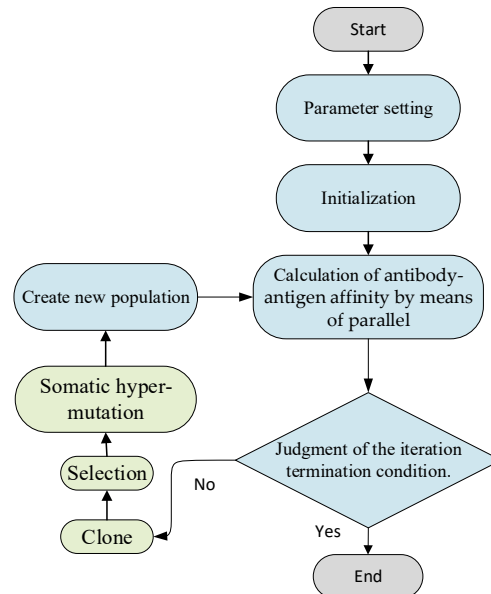 Start
Parameter setting
Initialization
Calculation of antibody-
antigen affinity by means
of parallel
Create new population
Somatic hyper-
mutation
Judgment of the iteration
termination condition.
Selection
No
Clone
Yes
End